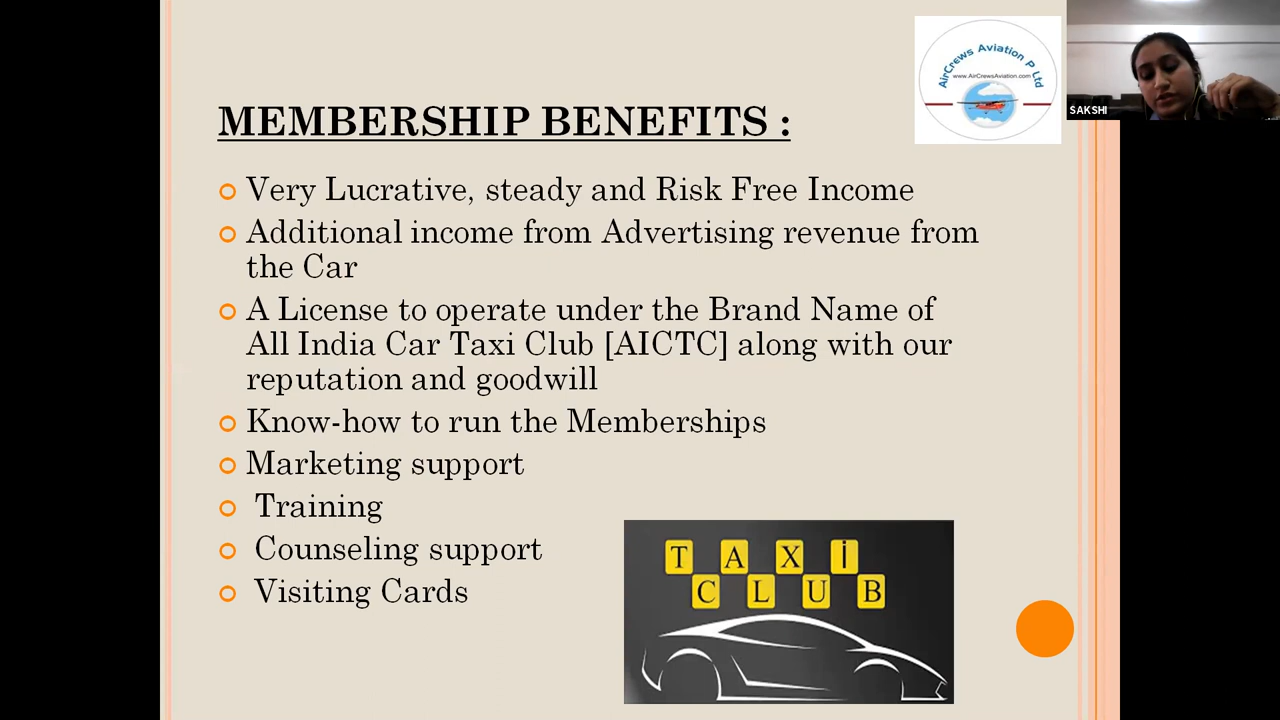 AirCrews Aviation P Ltd
www.AirCrewsAviation.com
SAKSHI
MEMBERSHIP BENEFITS :
Very Lucrative, steady and Risk Free Income
Additional income from Advertising revenue from
the Car
A License to operate under the Brand Name of
All India Car Taxi Club [AICTC] along with our
reputation and goodwill
Know-how to run the Memberships
Marketing support
Training
Counseling support
Visiting Cards
TAXİ
CLUB